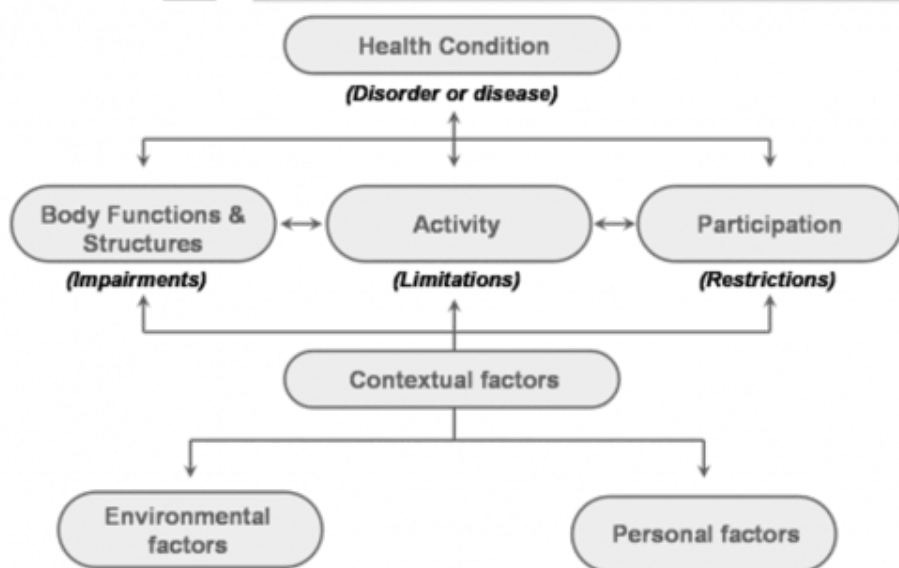 Health Condition
(Disorder or disease)
Body Functions &
Structures
Activity
Participation
(Impairments)
(Limitations)
(Restrictions)
Contextual factors
Environmental
factors
Personal factors